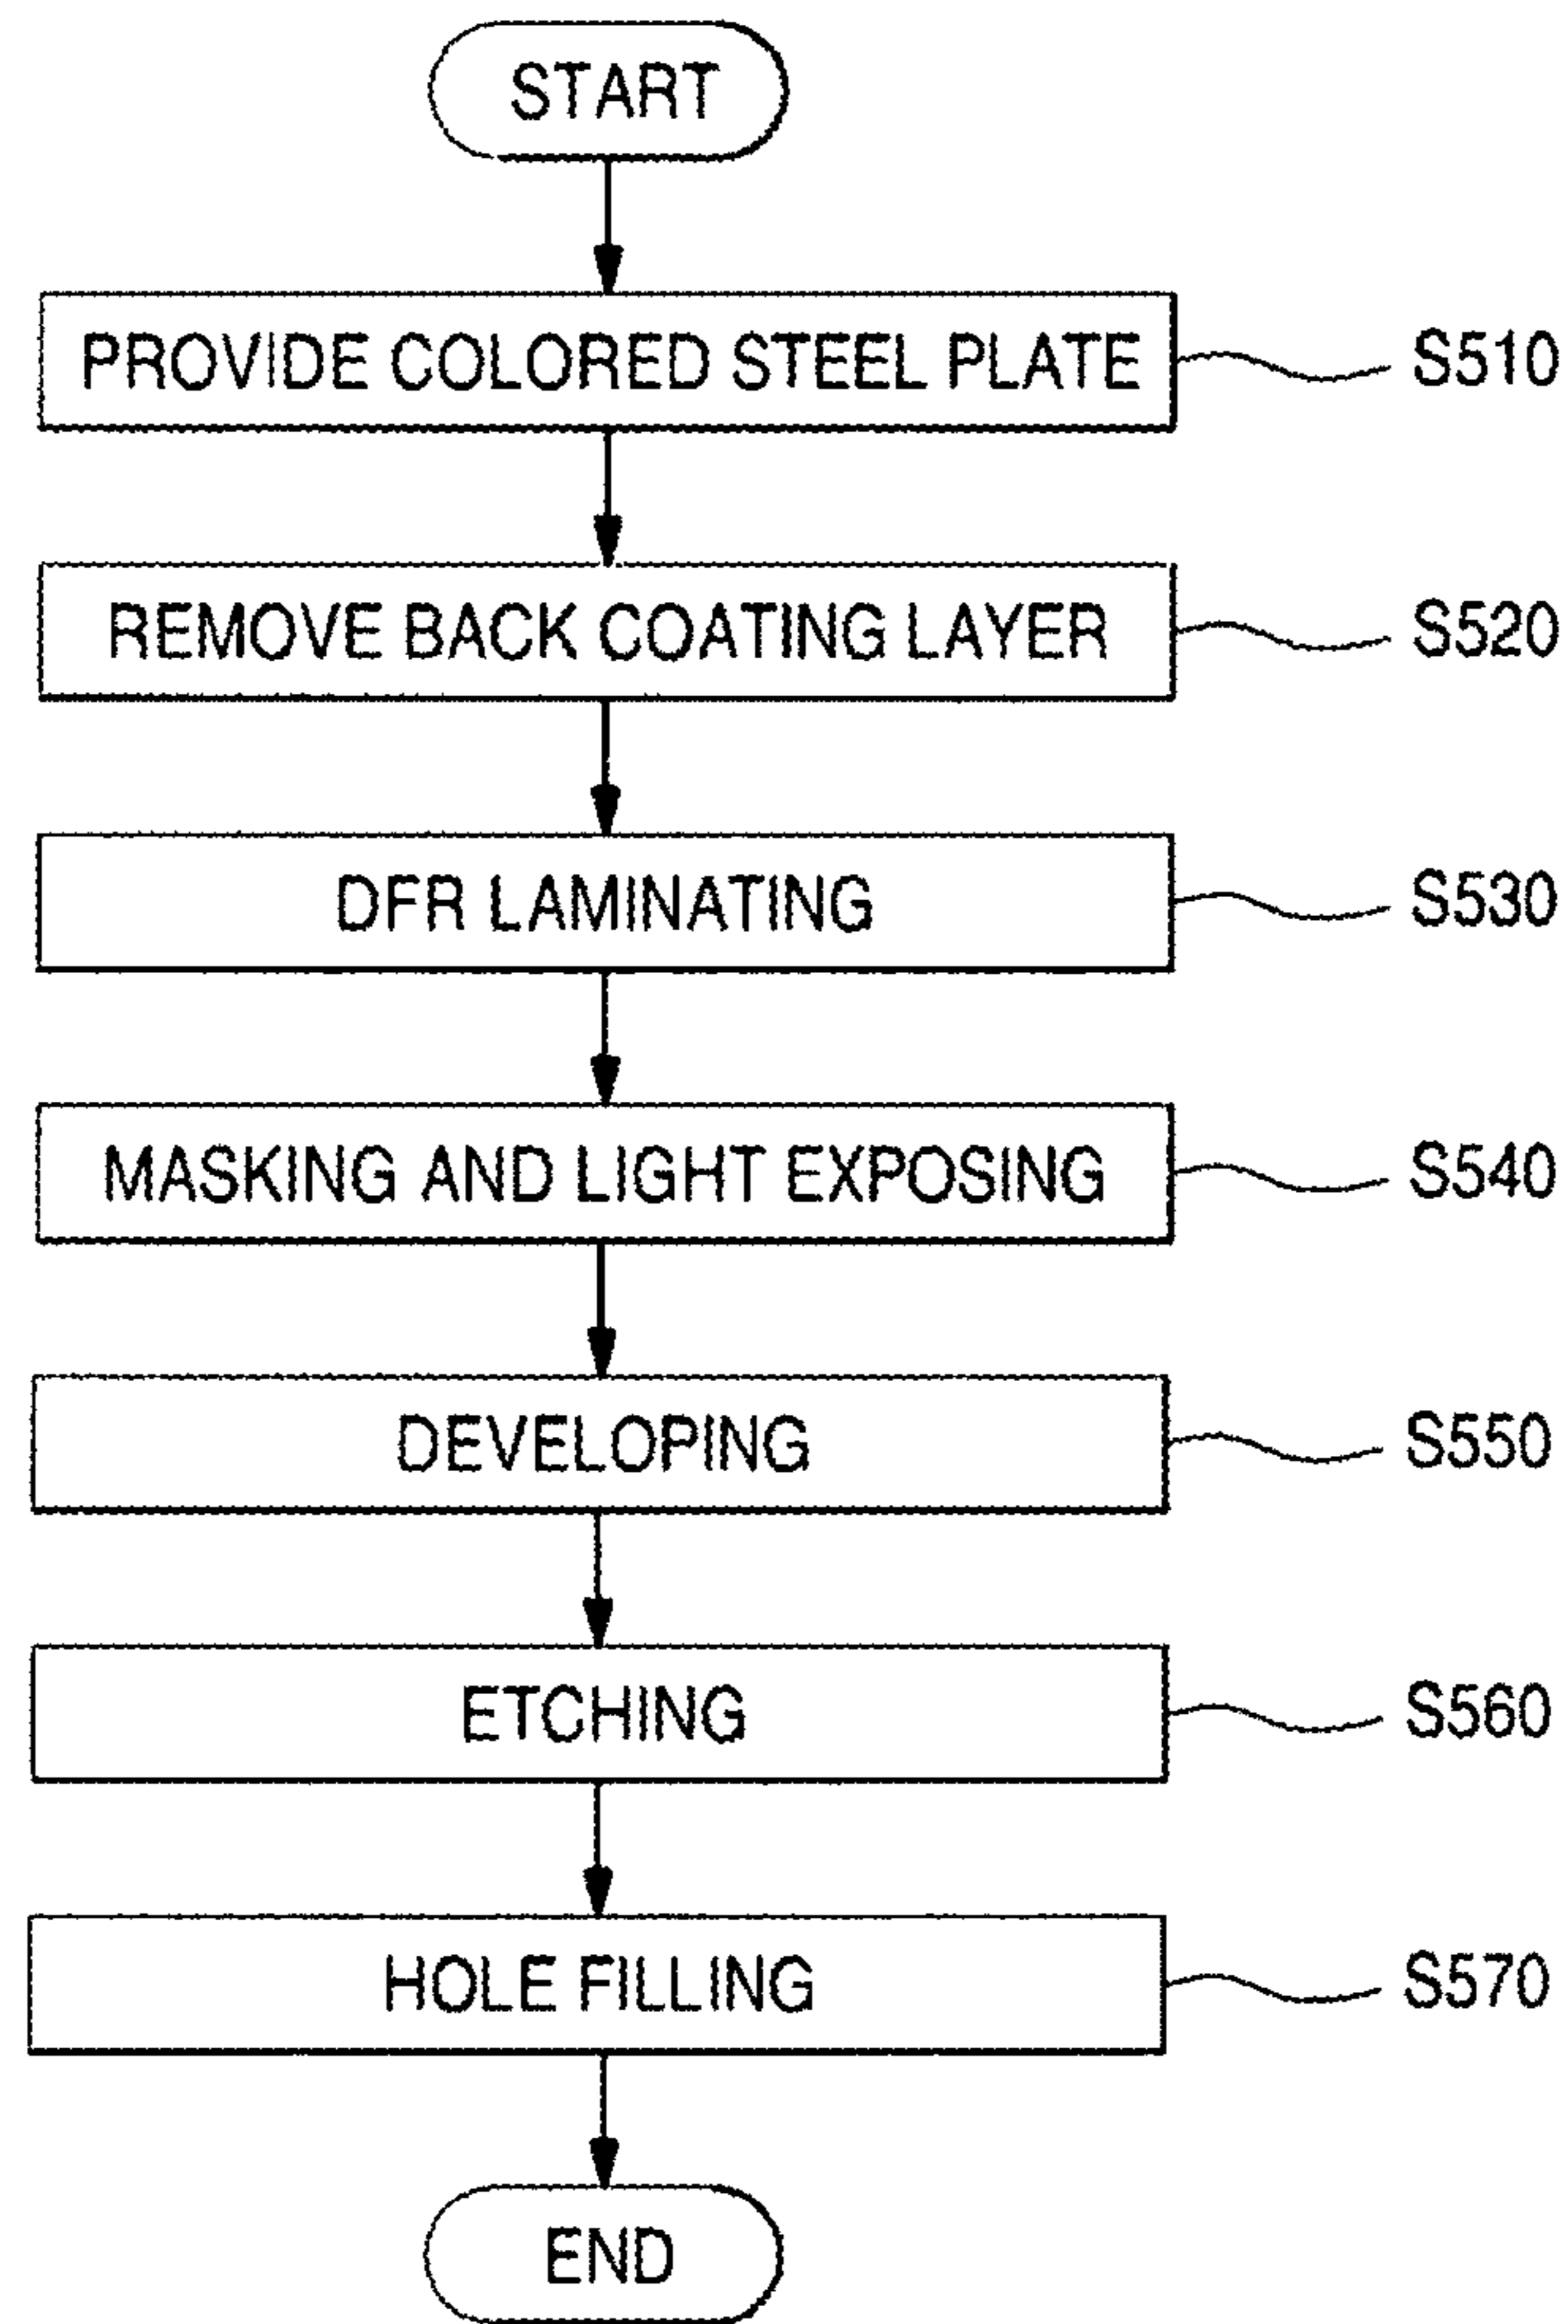 START
PROVIDE COLORED STEEL PLATE S510
REMOVE BACK COATING LAYER S520
DFR LAMINATING S530
MASKING AND LIGHT EXPOSING S540
DEVELOPING S550
ETCHING S560
HOLE FILLING S570
END